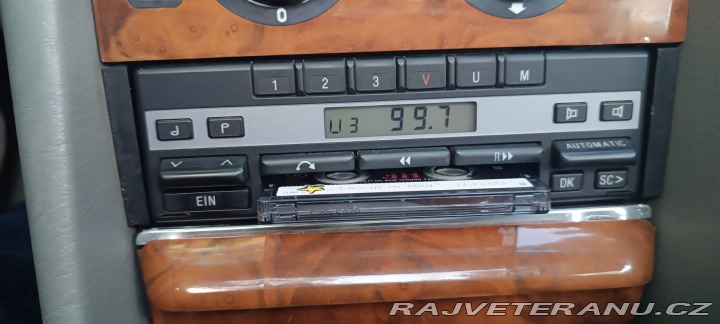 0
1 2 3 V U M
U3 99.7
P
R
AUTOMATIC
EIN
DK SC>
RAJVETERANU.CZ